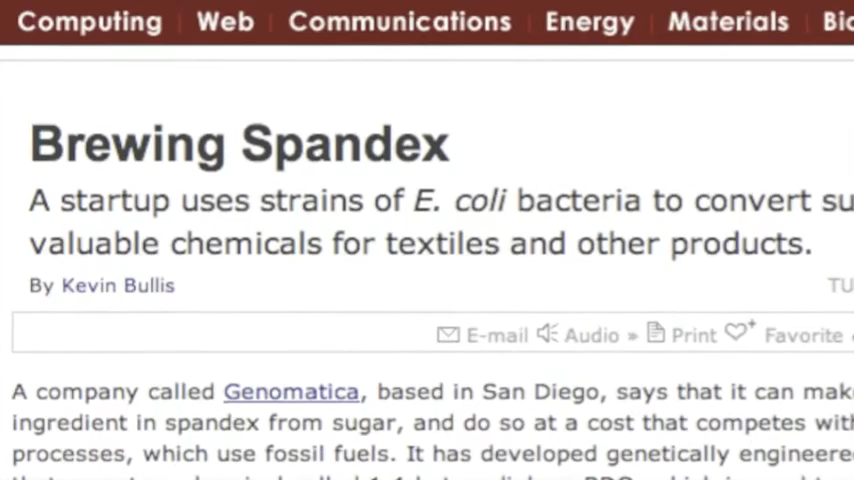 Computing Web Communications Energy Materials
Brewing Spandex
A startup uses strains of E. coli bacteria to convert
valuable chemicals for textiles and other products.
By Kevin Bullis
TU
E-mail Audio » Print Favorite
A company called Genomatica, based in San Diego, says that it can
ingredient in spandex from sugar, and do so at a cost that competes
processes, which use fossil fuels. It has developed genetically